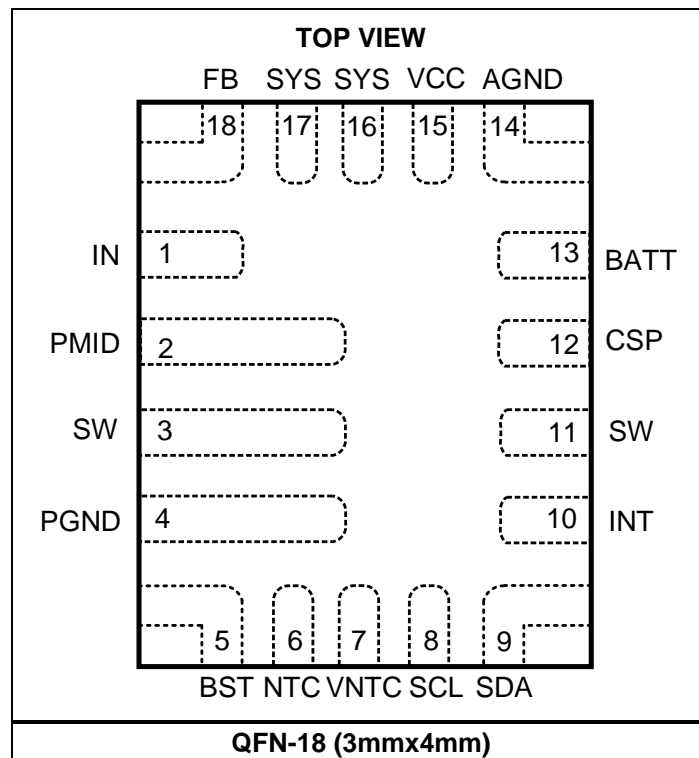 TOP VIEW
FB SYS SYS VCC AGND
18 17 16 15 14
IN 1 13 BATT
PMID 2 12 CSP
SW 3 11 SW
PGND 4 10 INT
5 6 7 8 9
BST NTC VNTC SCL SDA
QFN-18 (3mmx4mm)